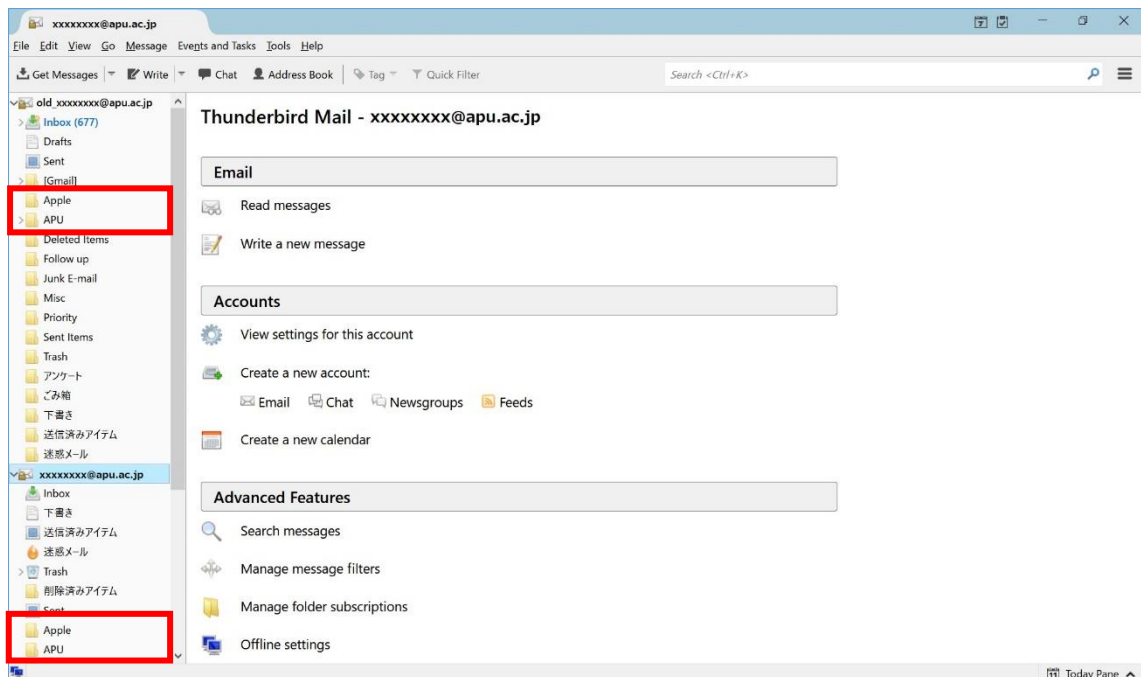 xxxxxxxx@apu.ac.jp
File Edit View Go Message Events and Tasks Tools Help
Get Messages Write Chat Address Book Tag Quick Filter Search <Ctrl+K>
old_xxxxxxxx@apu.ac.jp
Inbox (677)
Drafts
Sent
[Gmail]
Apple
APU
Deleted Items
Follow up
Junk E-mail
Misc
Priority
Sent Items
Trash
アンケート
ごみ箱
下書き
送信済みアイテム
迷惑メール
xxxxxxxx@apu.ac.jp
Inbox
下書き
送信済みアイテム
迷惑メール
Trash
削除済みアイテム
Sent
Apple
APU
Thunderbird Mail - xxxxxxxx@apu.ac.jp
Email
Read messages
Write a new message
Accounts
View settings for this account
Create a new account:
Email Chat Newsgroups Feeds
Create a new calendar
Advanced Features
Search messages
Manage message filters
Manage folder subscriptions
Offline settings
Today Pane